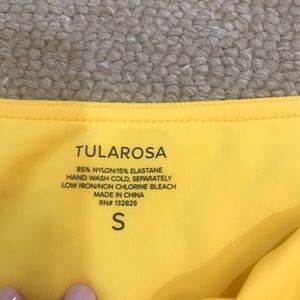 TULAROSA
85% NYLON/15% ELASTANE
HAND WASH COLD, SEPARATELY
LOW IRON/NON CHLORINE BLEACH
MADE IN CHINA
RN# 132829
S